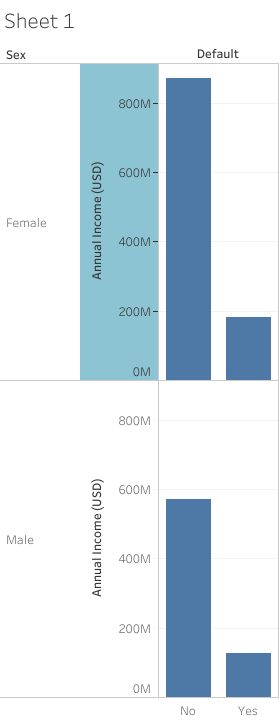 Sheet 1
Sex
Default
Female
Annual Income (USD)
800M
600M
400M
200M
0M
Male
Annual Income (USD)
800M
600M
400M
200M
0M
No Yes